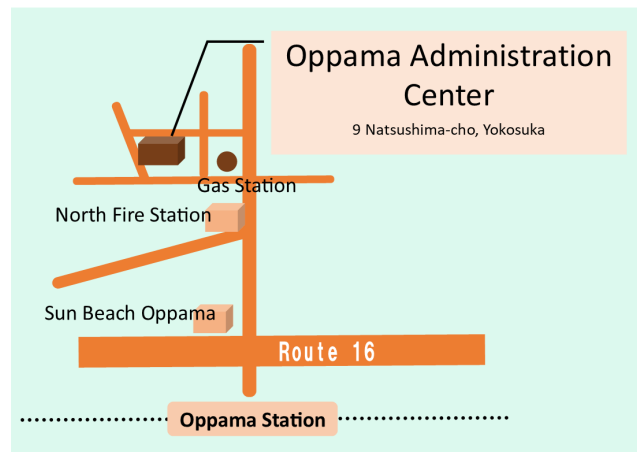 Oppama Administration
Center
9 Natsushima-cho, Yokosuka
Gas Station
North Fire Station
Sun Beach Oppama
Route 16
Oppama Station